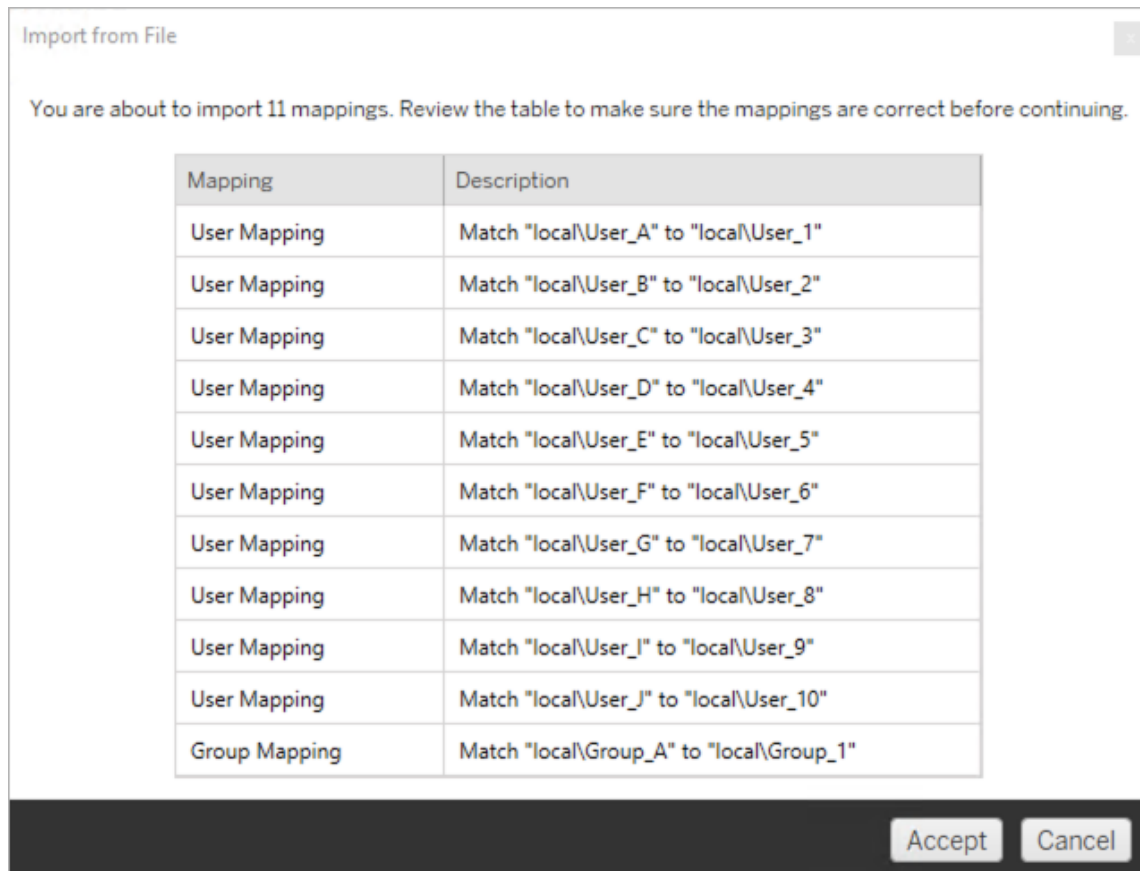 Import from File
x
You are about to import 11 mappings. Review the table to make sure the mappings are correct before continuing.
Mapping Description
User Mapping Match "local\User_A" to "local\User_1"
User Mapping Match "local\User_B" to "local\User_2"
User Mapping Match "local\User_C" to "local\User_3"
User Mapping Match "local\User_D" to "local\User_4"
User Mapping Match "local\User_E" to "local\User_5"
User Mapping Match "local\User_F" to "local\User_6"
User Mapping Match "local\User_G" to "local\User_7"
User Mapping Match "local\User_H" to "local\User_8"
User Mapping Match "local\User_I" to "local\User_9"
User Mapping Match "local\User_J" to "local\User_10"
Group Mapping Match "local\Group_A" to "local\Group_1"
Accept Cancel